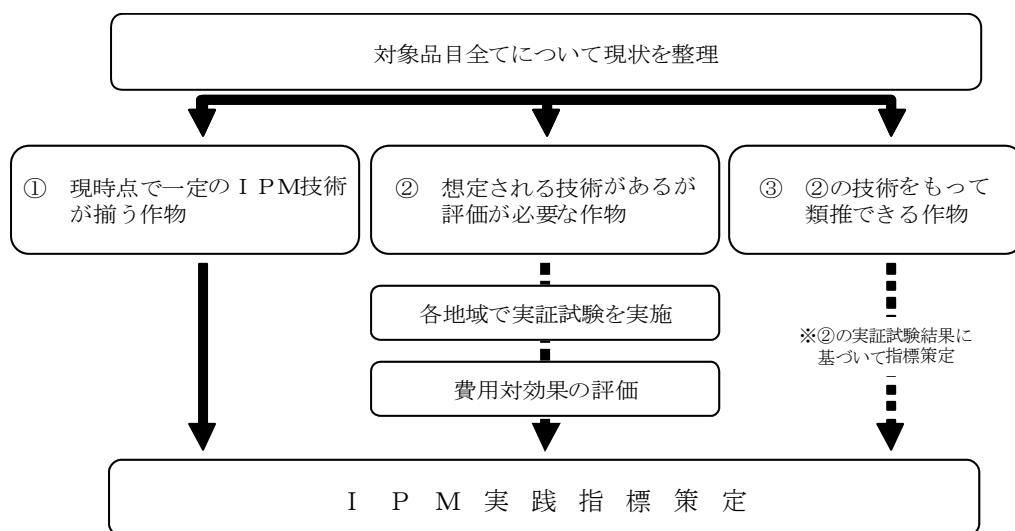 対象品目全てについて現状を整理
① 現時点で一定のＩＰＭ技術
が揃う作物
② 想定される技術があるが
評価が必要な作物
③ ②の技術をもって
類推できる作物
各地域で実証試験を実施
費用対効果の評価
※②の実証試験結果に
基づいて指標策定
Ｉ Ｐ Ｍ 実 践 指 標 策 定